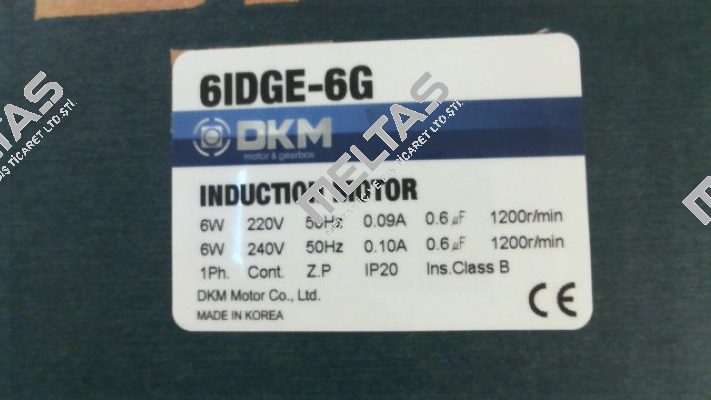 6IDGE-6G
DKM
motor & gearbox
INDUCTION MOTOR
6W 220V 50Hz 0.09A 0.6㎌ 1200r/min
6W 240V 50Hz 0.10A 0.6㎌ 1200r/min
1Ph. Cont. Z.P IP20 Ins.Class B
DKM Motor Co., Ltd.
MADE IN KOREA
CE
MELTAS
MELTAS
MELTAS